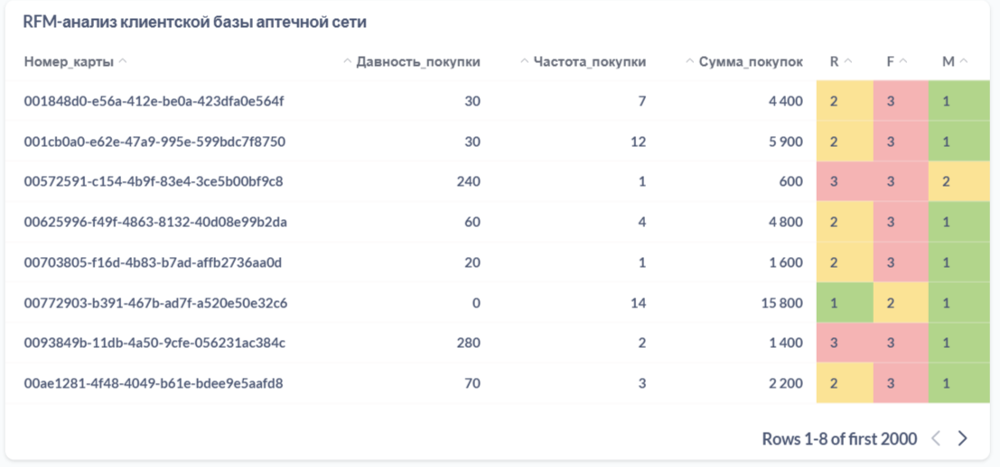 RFM-анализ клиентской базы аптечной сети
Номер_карты Давность_покупки Частота_покупки Сумма_покупок R F M
001848d0-e56a-412e-be0a-423dfa0e564f 30 7 4 400 2 3 1
001cb0a0-e62e-47a9-995e-599bdc7f8750 30 12 5 900 2 3 1
00572591-c154-4b9f-83e4-3ce5b00bf9c8 240 1 600 3 3 2
00625996-f49f-4863-8132-40d08e99b2da 60 4 4 800 2 3 1
00703805-f16d-4b83-b7ad-affb2736aa0d 20 1 1 600 2 3 1
00772903-b391-467b-ad7f-a520e50e32c6 0 14 15 800 1 2 1
0093849b-11db-4a50-9cfe-056231ac384c 280 2 1 400 3 3 1
00ae1281-4f48-4049-b61e-bdee9e5aafd8 70 3 2 200 2 3 1
Rows 1-8 of first 2000